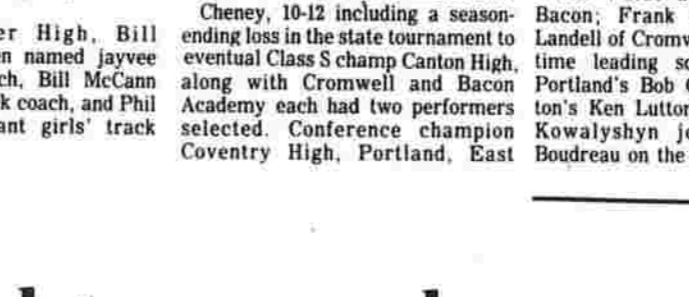 er High, Bill
en named jayvee
ch, Bill McCann
k coach, and Phil
ant girls' track
Cheney, 10-12 including a season-
ending loss in the state tournament to
eventual Class S champ Canton High,
along with Cromwell and Bacon
Academy each had two performers
selected. Conference champion
Coventry High, Portland, East
Bacon; Frank
Landell of Cromw
time leading sc
Portland's Bob
ton's Ken Lutton
Kowalyshyn jo
Boudreau on the